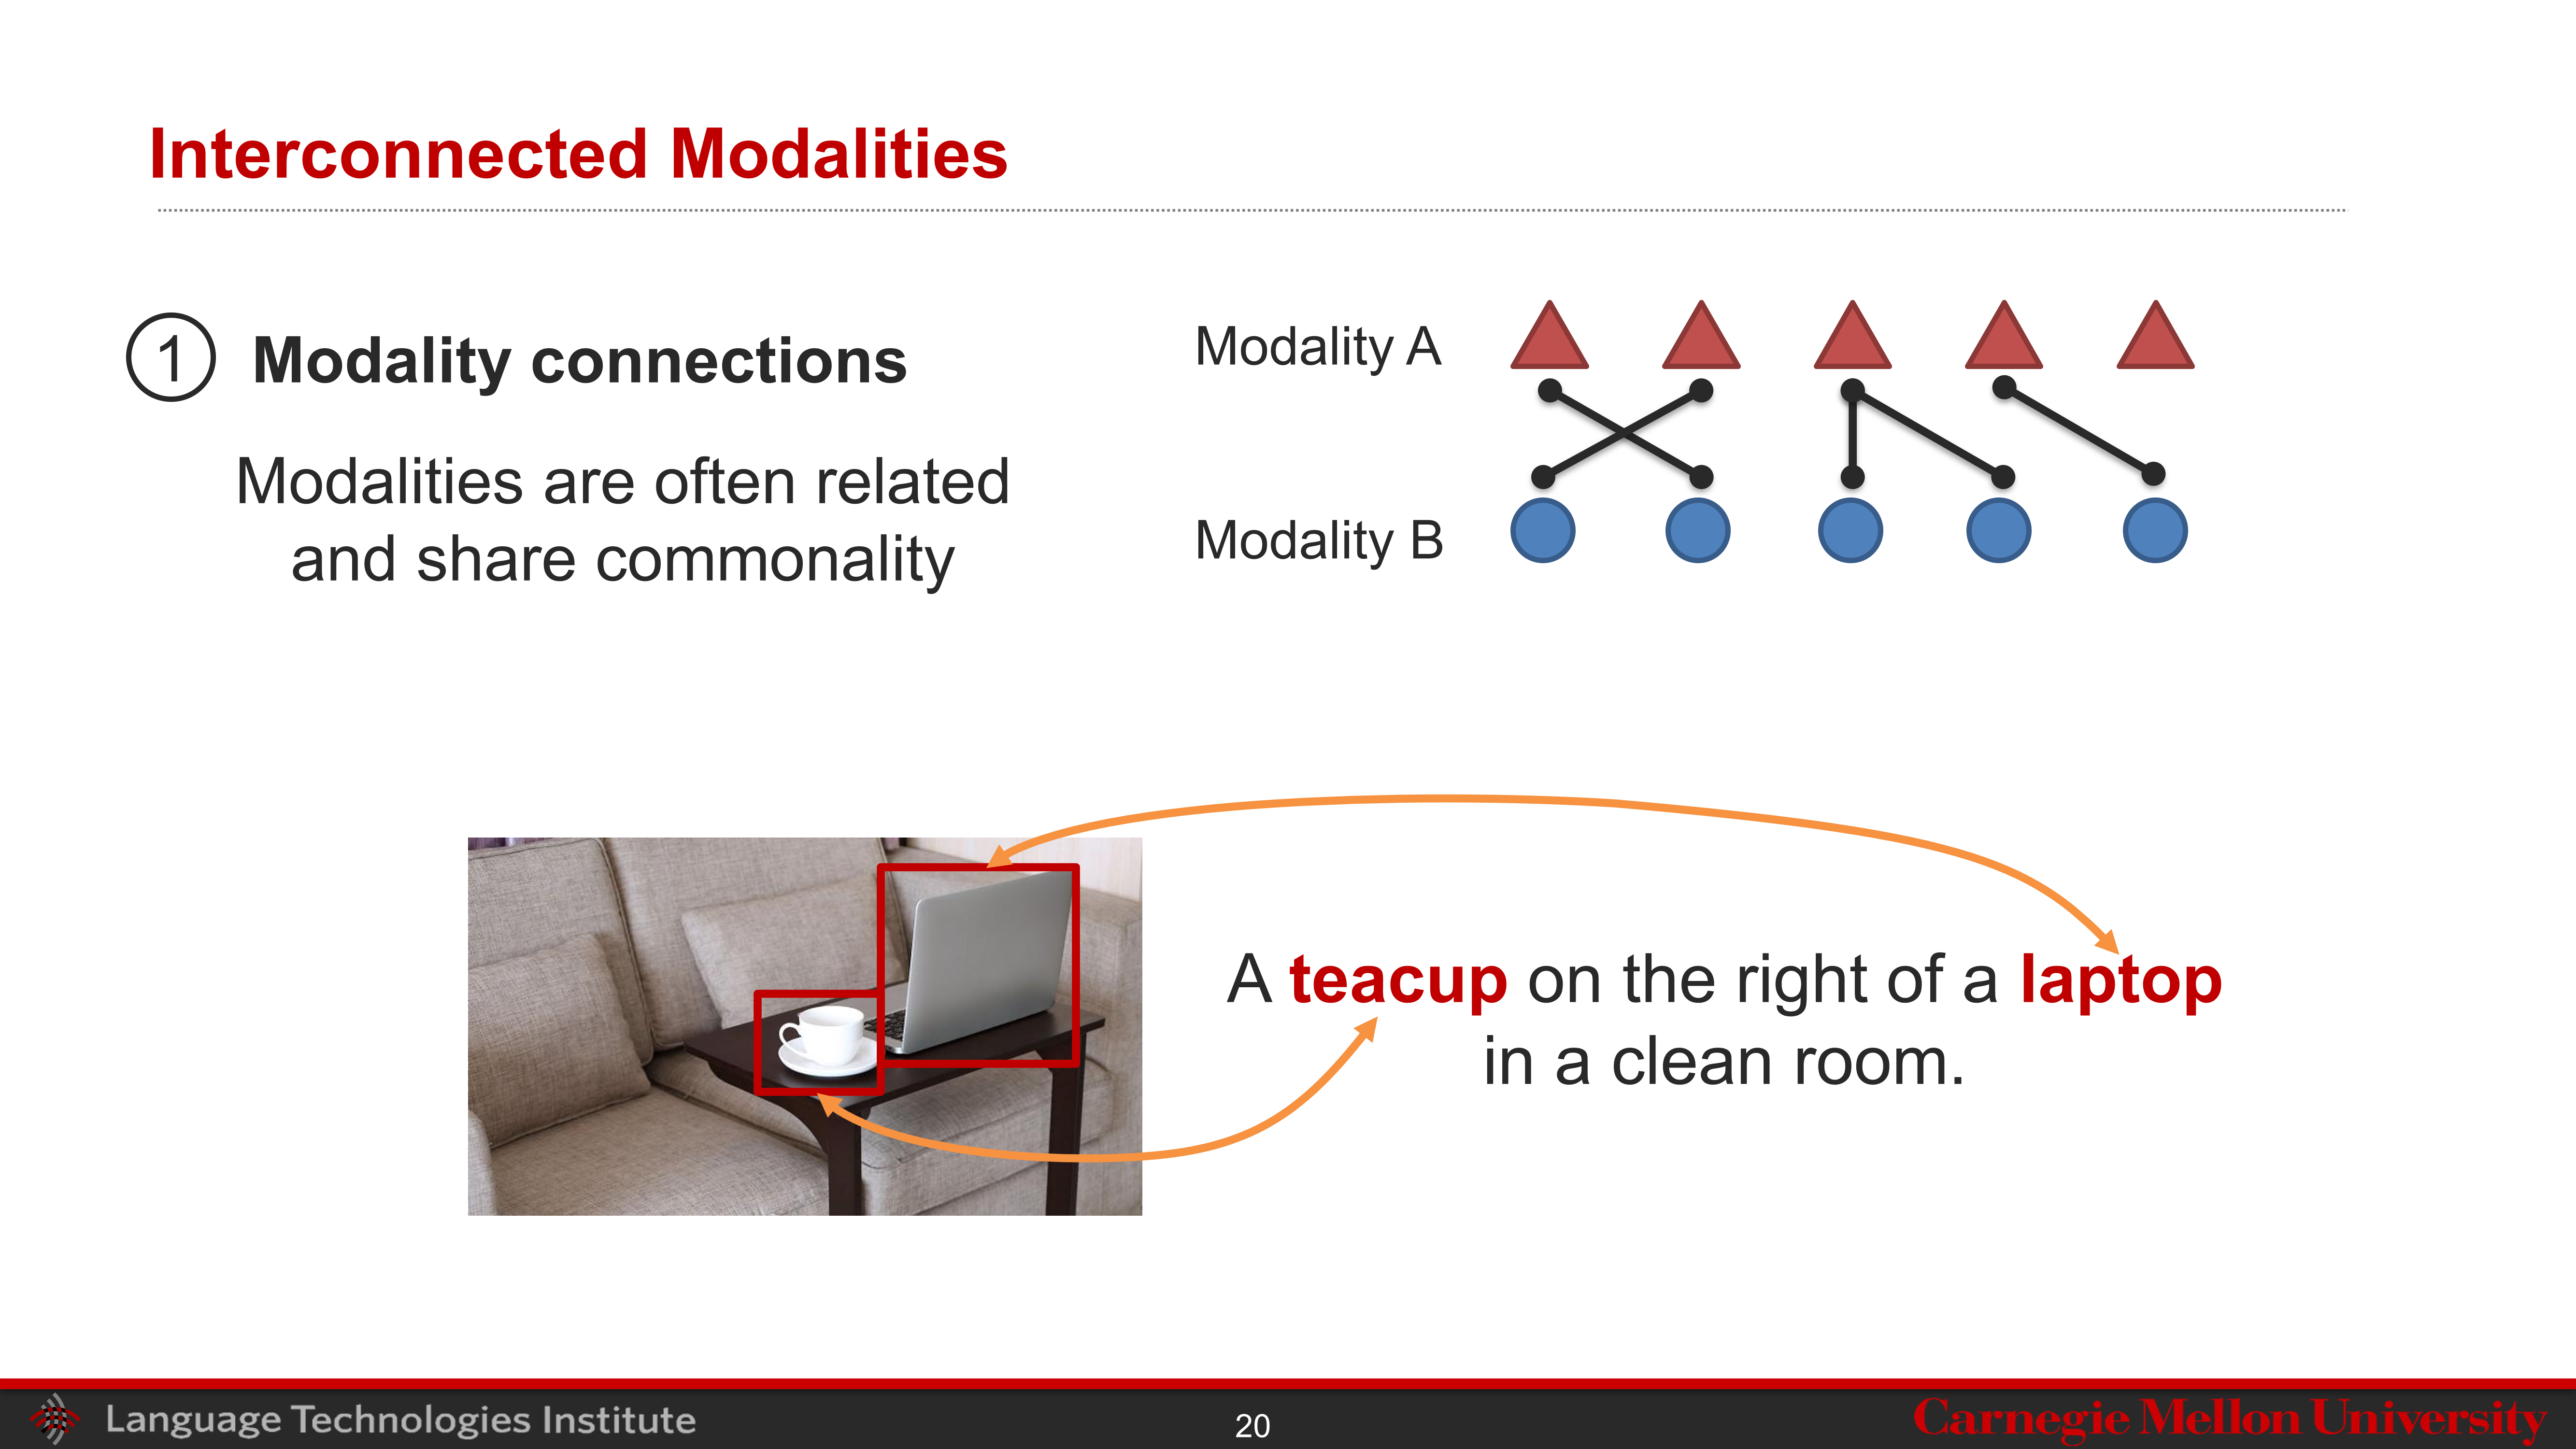 Interconnected Modalities
1 Modality connections
Modalities are often related
and share commonality
Modality A
Modality B
A teacup on the right of a laptop
in a clean room.
Language Technologies Institute
20
Carnegie Mellon University